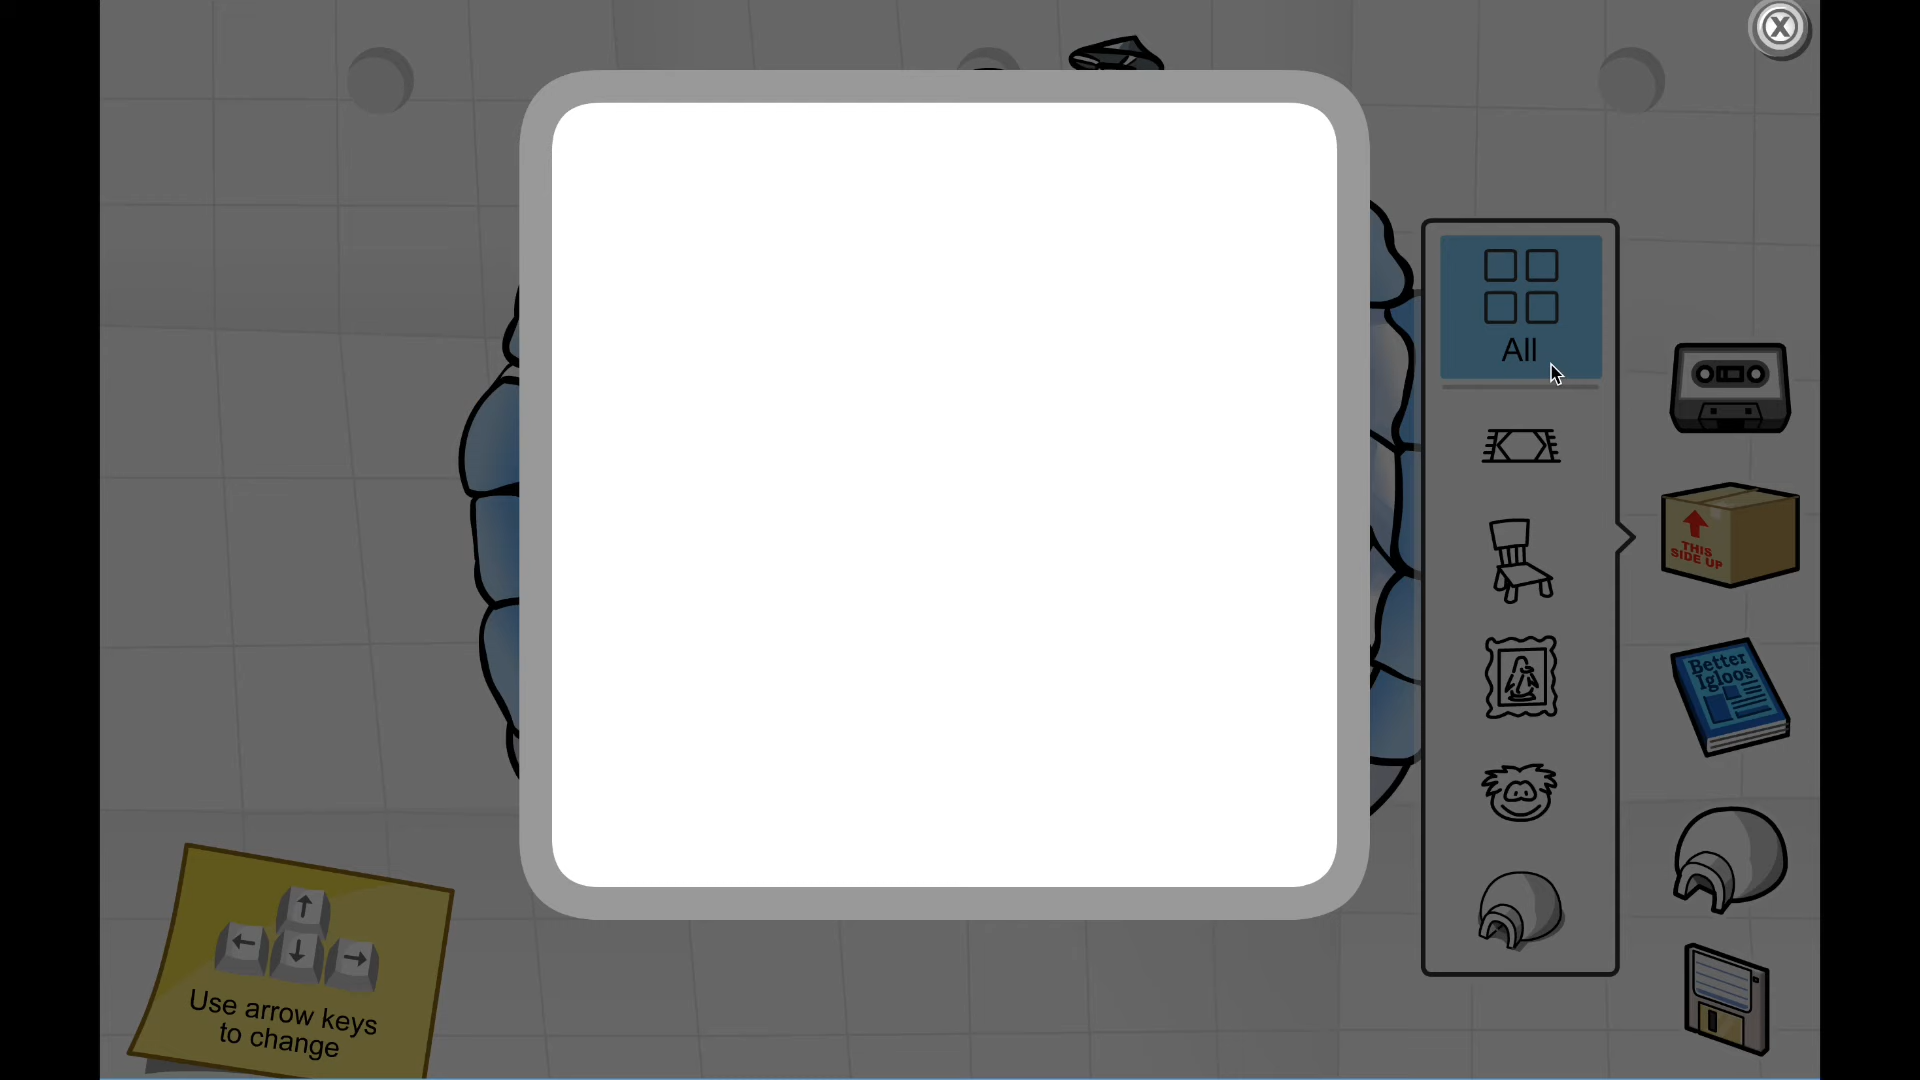 X
All
THIS
SIDE UP
Better
Igloos
Use arrow keys
to change